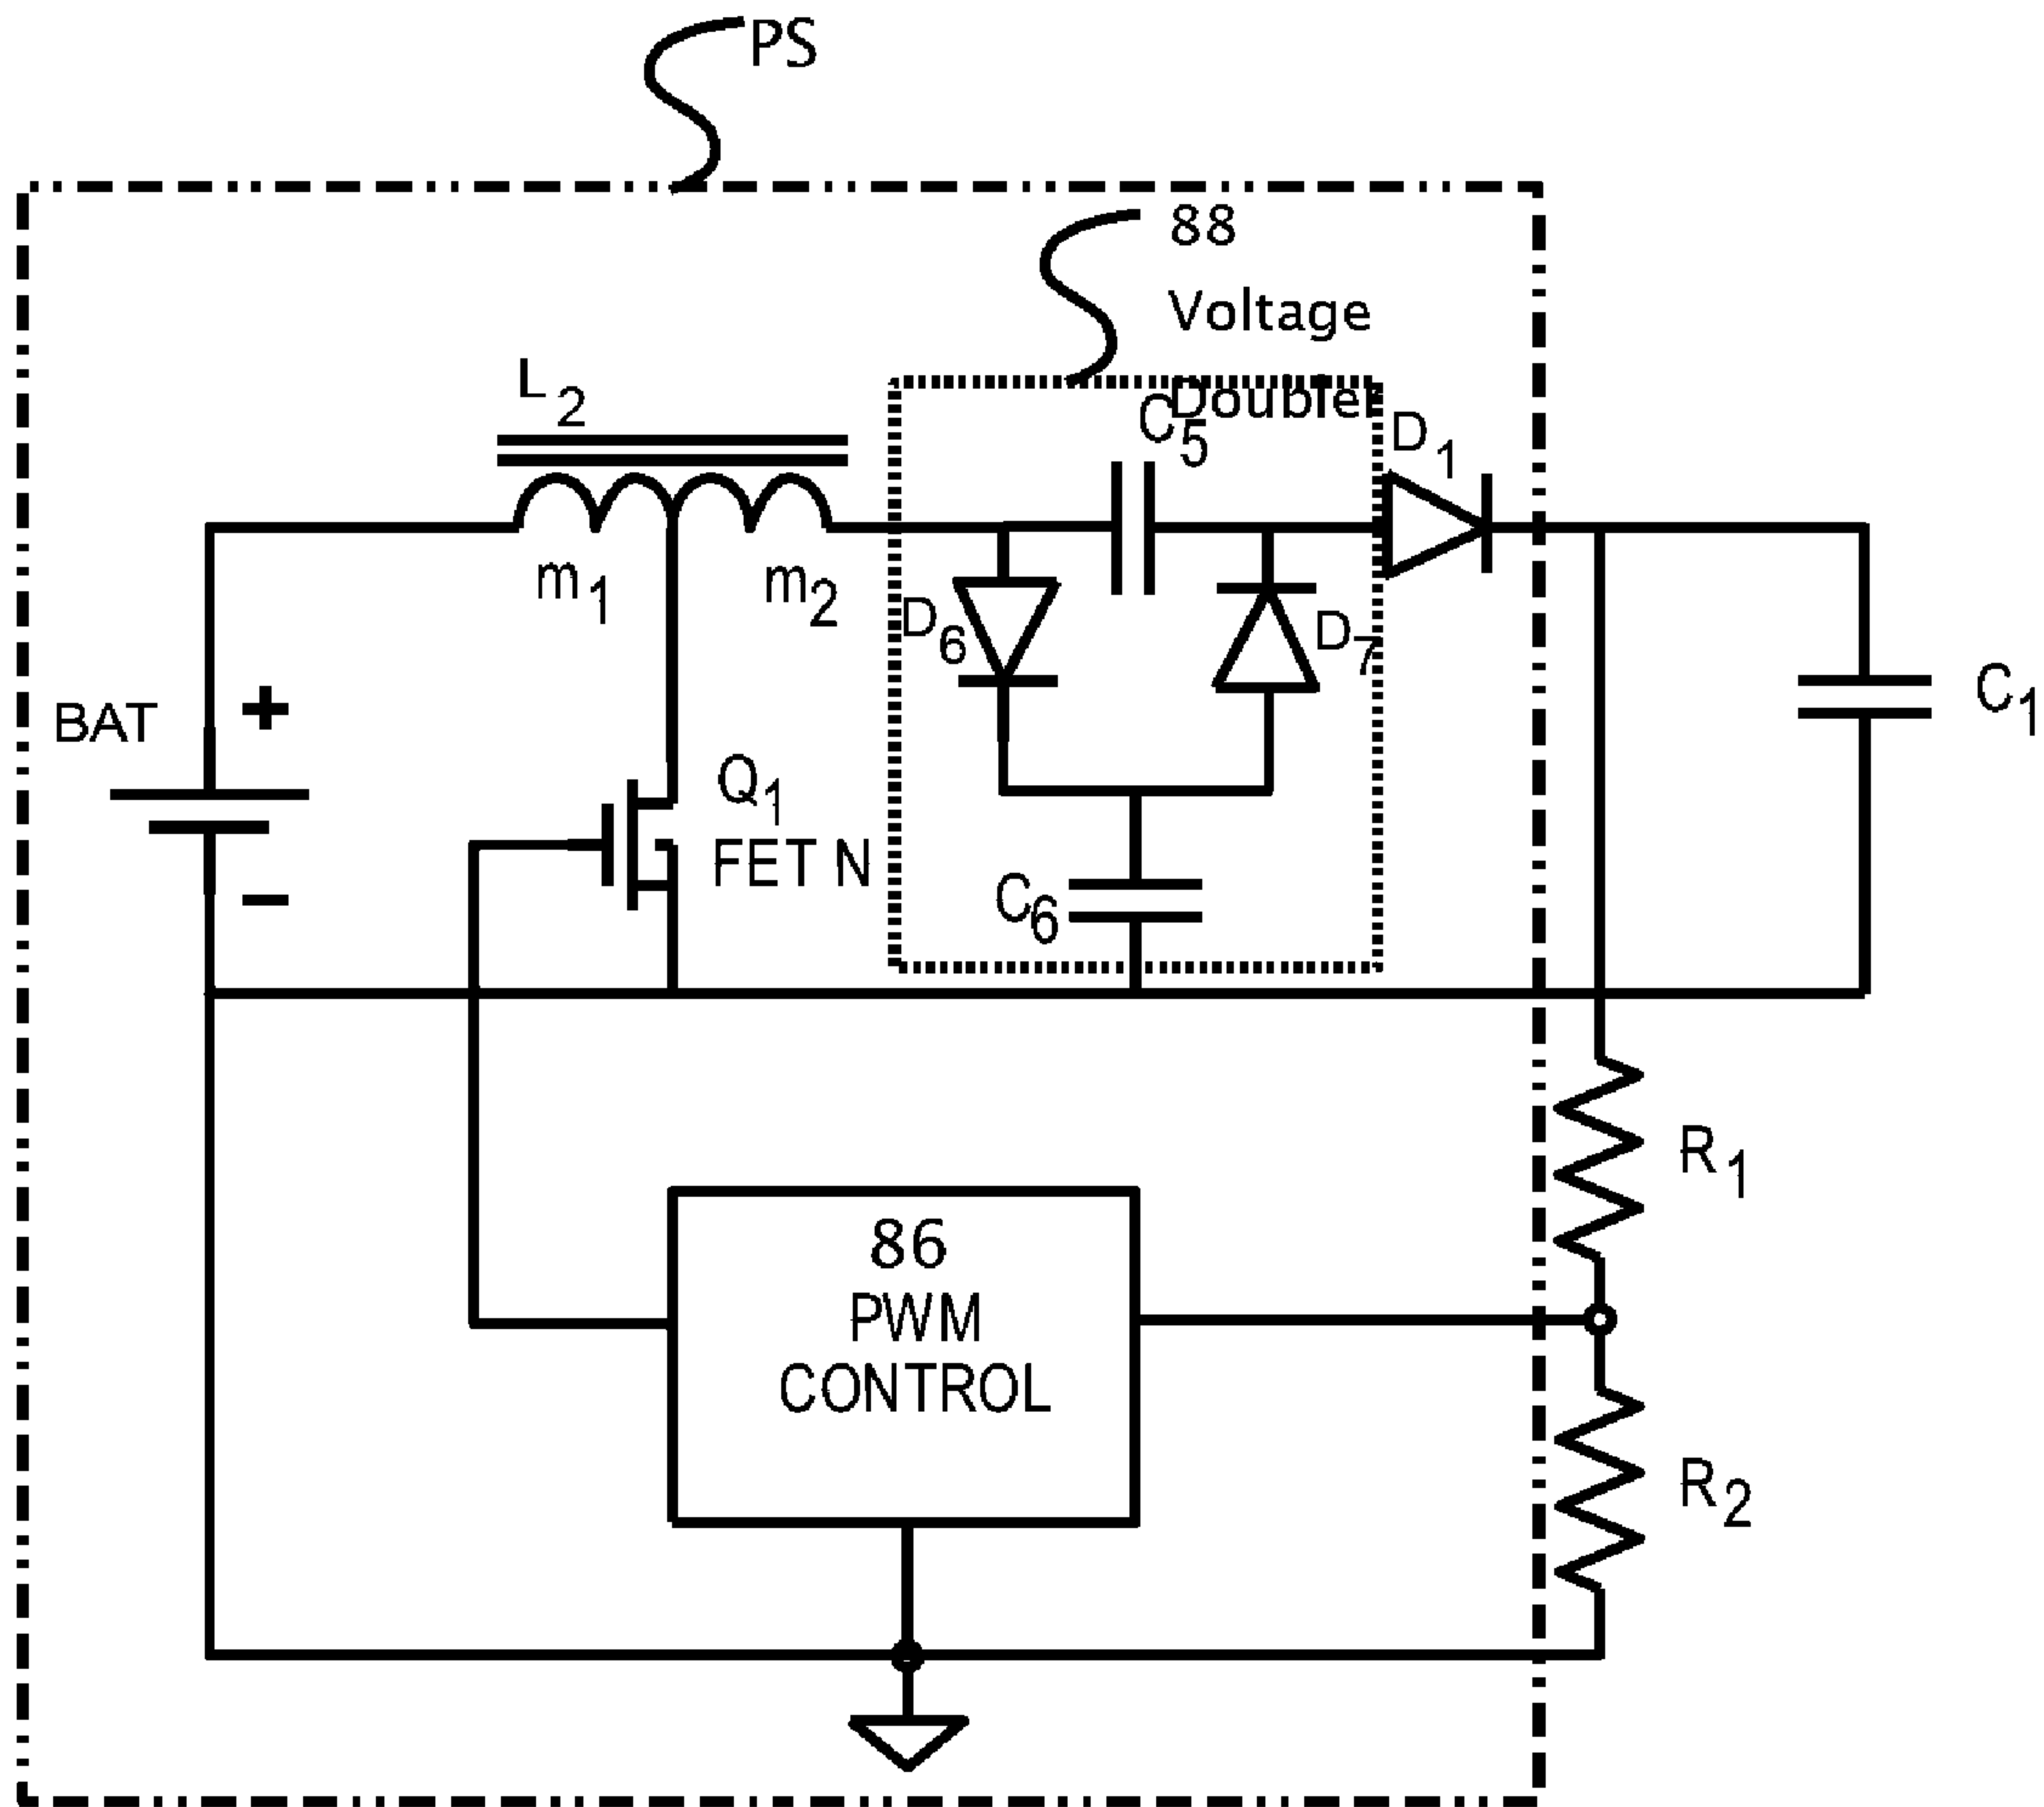 PS
88
Voltage
Doubler
L2
C5
D1
m1
m2
D6
D7
BAT
+
−
Q1
FET N
C6
C1
R1
86
PWM
CONTROL
R2